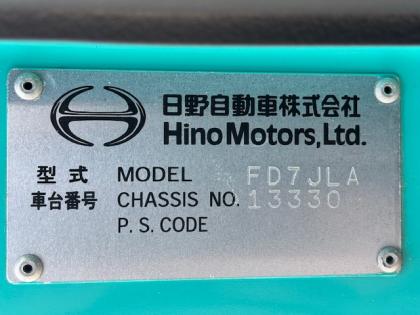 日野自動車株式会社
Hino Motors, Ltd.
型式 MODEL FD7JLA
車台番号 CHASSIS NO. 13330
P.S. CODE